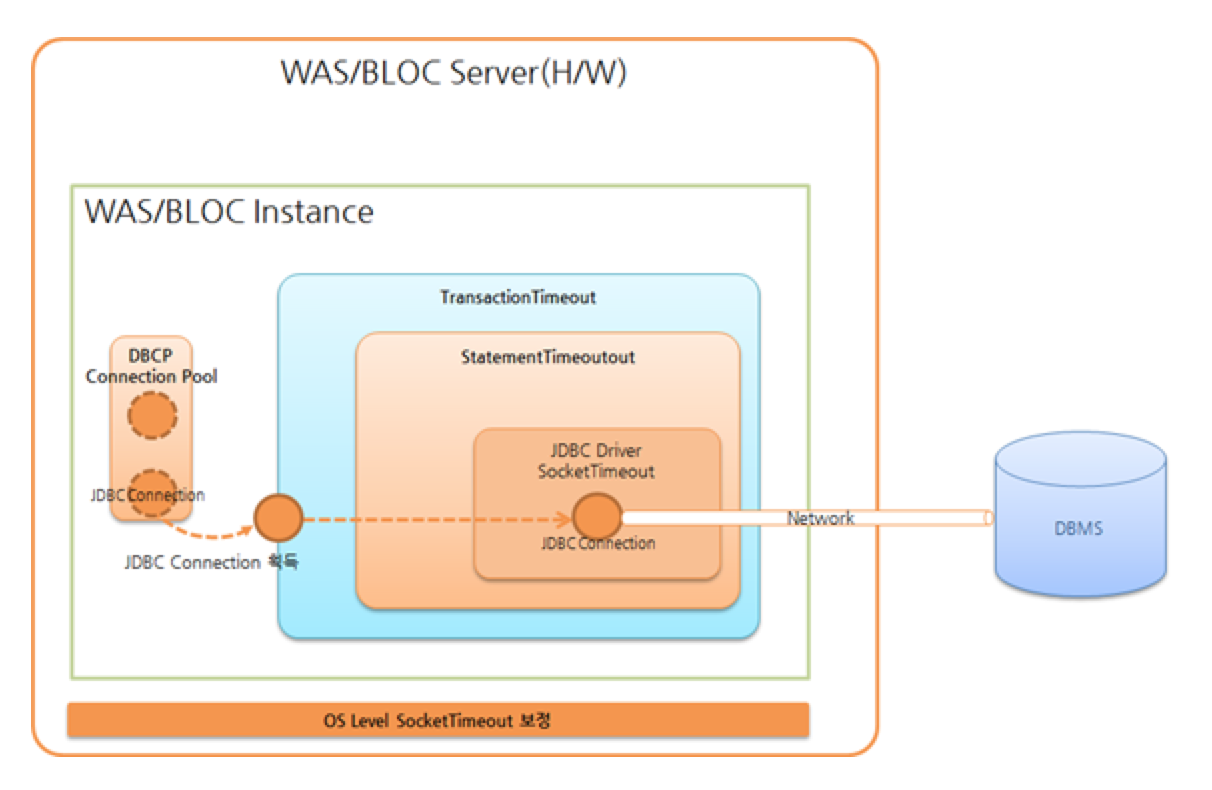 WAS/BLOC Server(H/W)
WAS/BLOC Instance
TransactionTimeout
StatementTimeoutout
DBCP
Connection Pool
JDBC Driver
SocketTimeout
JDBC Connection
JDBC Connection 획득
JDBC Connection
Network
DBMS
OS Level SocketTimeout 보정